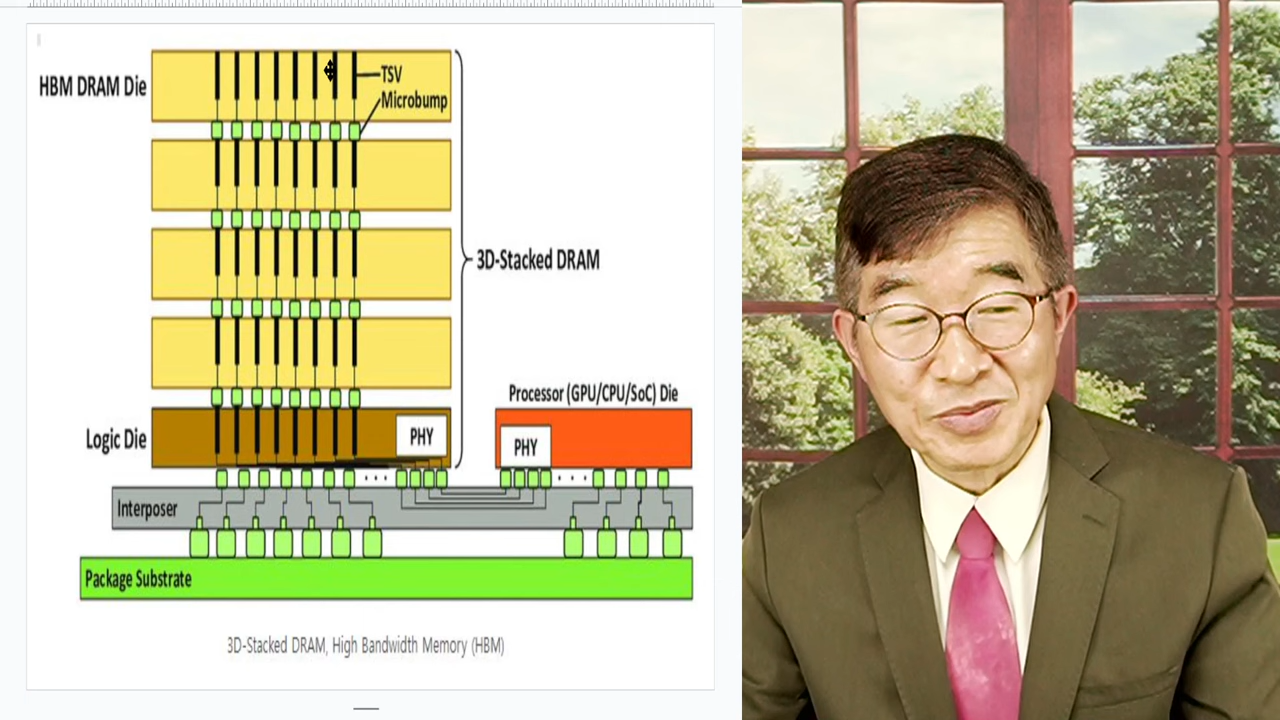 HBM DRAM Die
TSV
Microbump
3D-Stacked DRAM
Processor (GPU/CPU/SoC) Die
Logic Die
PHY
PHY
Interposer
Package Substrate
3D-Stacked DRAM, High Bandwidth Memory (HBM)